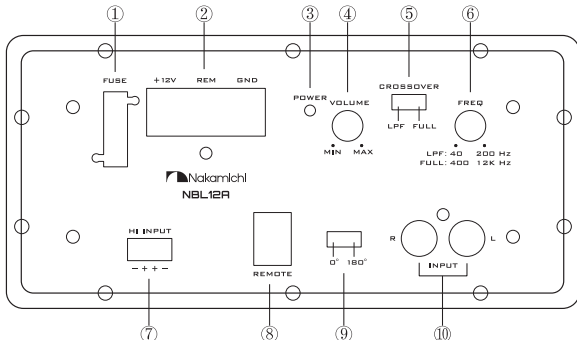 ① ② ③ ④ ⑤ ⑥
FUSE +12V REM GND
POWER VOLUME CROSSOVER FREQ
LPF FULL
MIN MAX
LPF: 40 200 Hz
FULL: 400 12K Hz
Nakamichi
NBL12A
HI INPUT
- + + -
REMOTE
0° 180°
R L
INPUT
⑦ ⑧ ⑨ ⑩